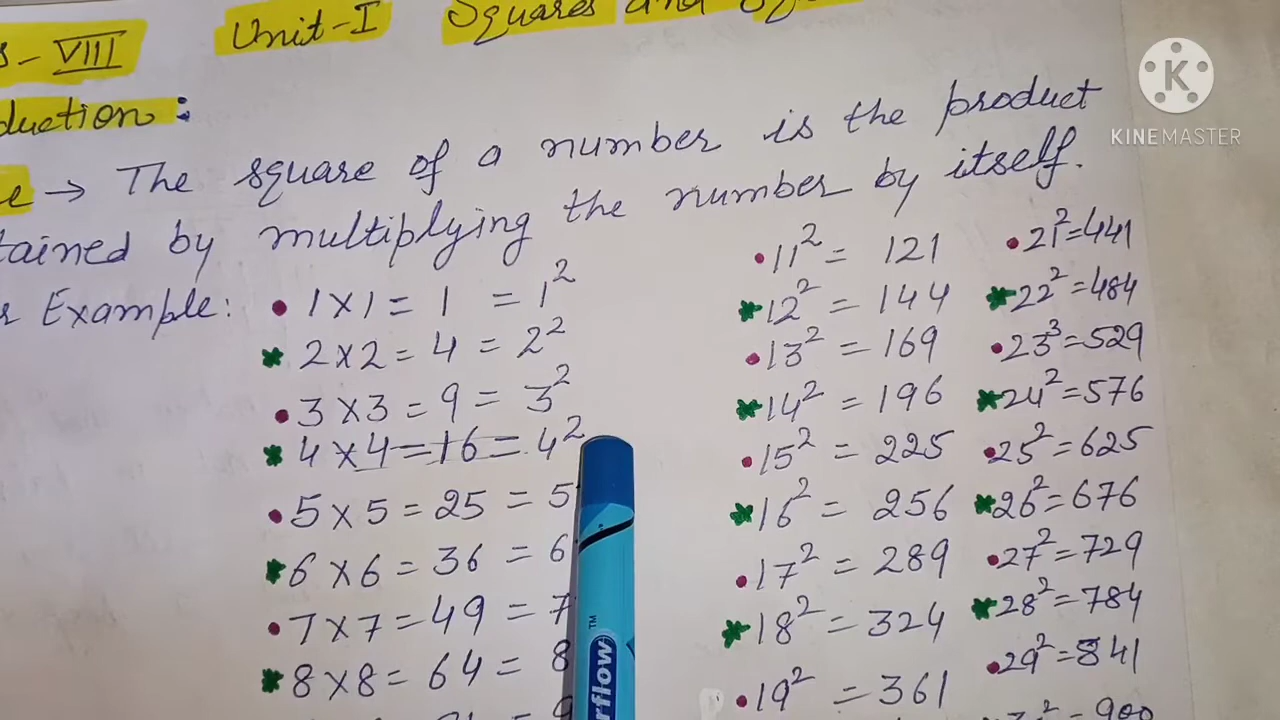 VIII Unit-I Squares and
duction:
→ The square of a number is the product
tained by multiplying the number by itself.
Example:
1×1 = 1 = 1²
2×2 = 4 = 2²
3×3 = 9 = 3²
4×4 = 16 = 4²
5×5 = 25 = 5
6×6 = 36 = 6
7×7 = 49 = 7
8×8 = 64 = 8
11² = 121
12² = 144
13² = 169
14² = 196
15² = 225
16² = 256
17² = 289
18² = 324
19² = 361
21² = 441
22² = 484
23³ = 529
24² = 576
25² = 625
26² = 676
27² = 729
28² = 784
29² = 841
= 900
K
KINEMASTER
rflow™